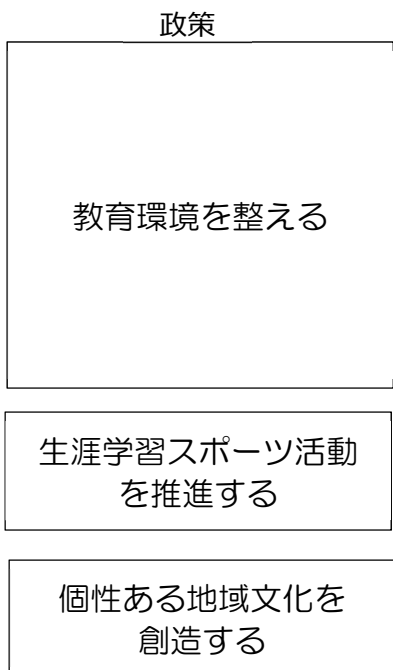 政策
教育環境を整える
生涯学習スポーツ活動
を推進する
個性ある地域文化を
創造する